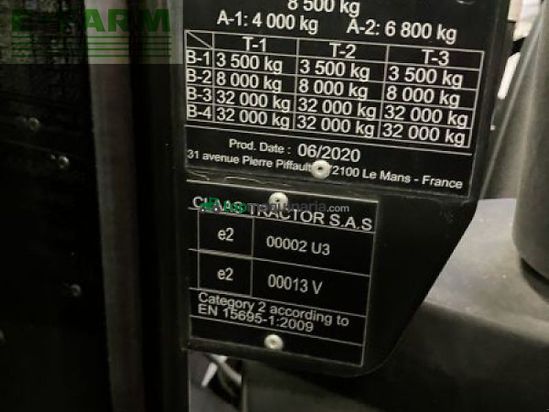 8 500 kg
A-1: 4 000 kg A-2: 6 800 kg
T-1 T-2 T-3
B-1 3 500 kg 3 500 kg 3 500 kg
B-2 8 000 kg 8 000 kg 8 000 kg
B-3 32 000 kg 32 000 kg 32 000 kg
B-4 32 000 kg 32 000 kg 32 000 kg
Prod. Date : 06/2020
31 avenue Pierre Piffault 72100 Le Mans - France
CLAAS TRACTOR S.A.S
e2 00002 U3
e2 00013 V
Category 2 according to
EN 15695-1:2009